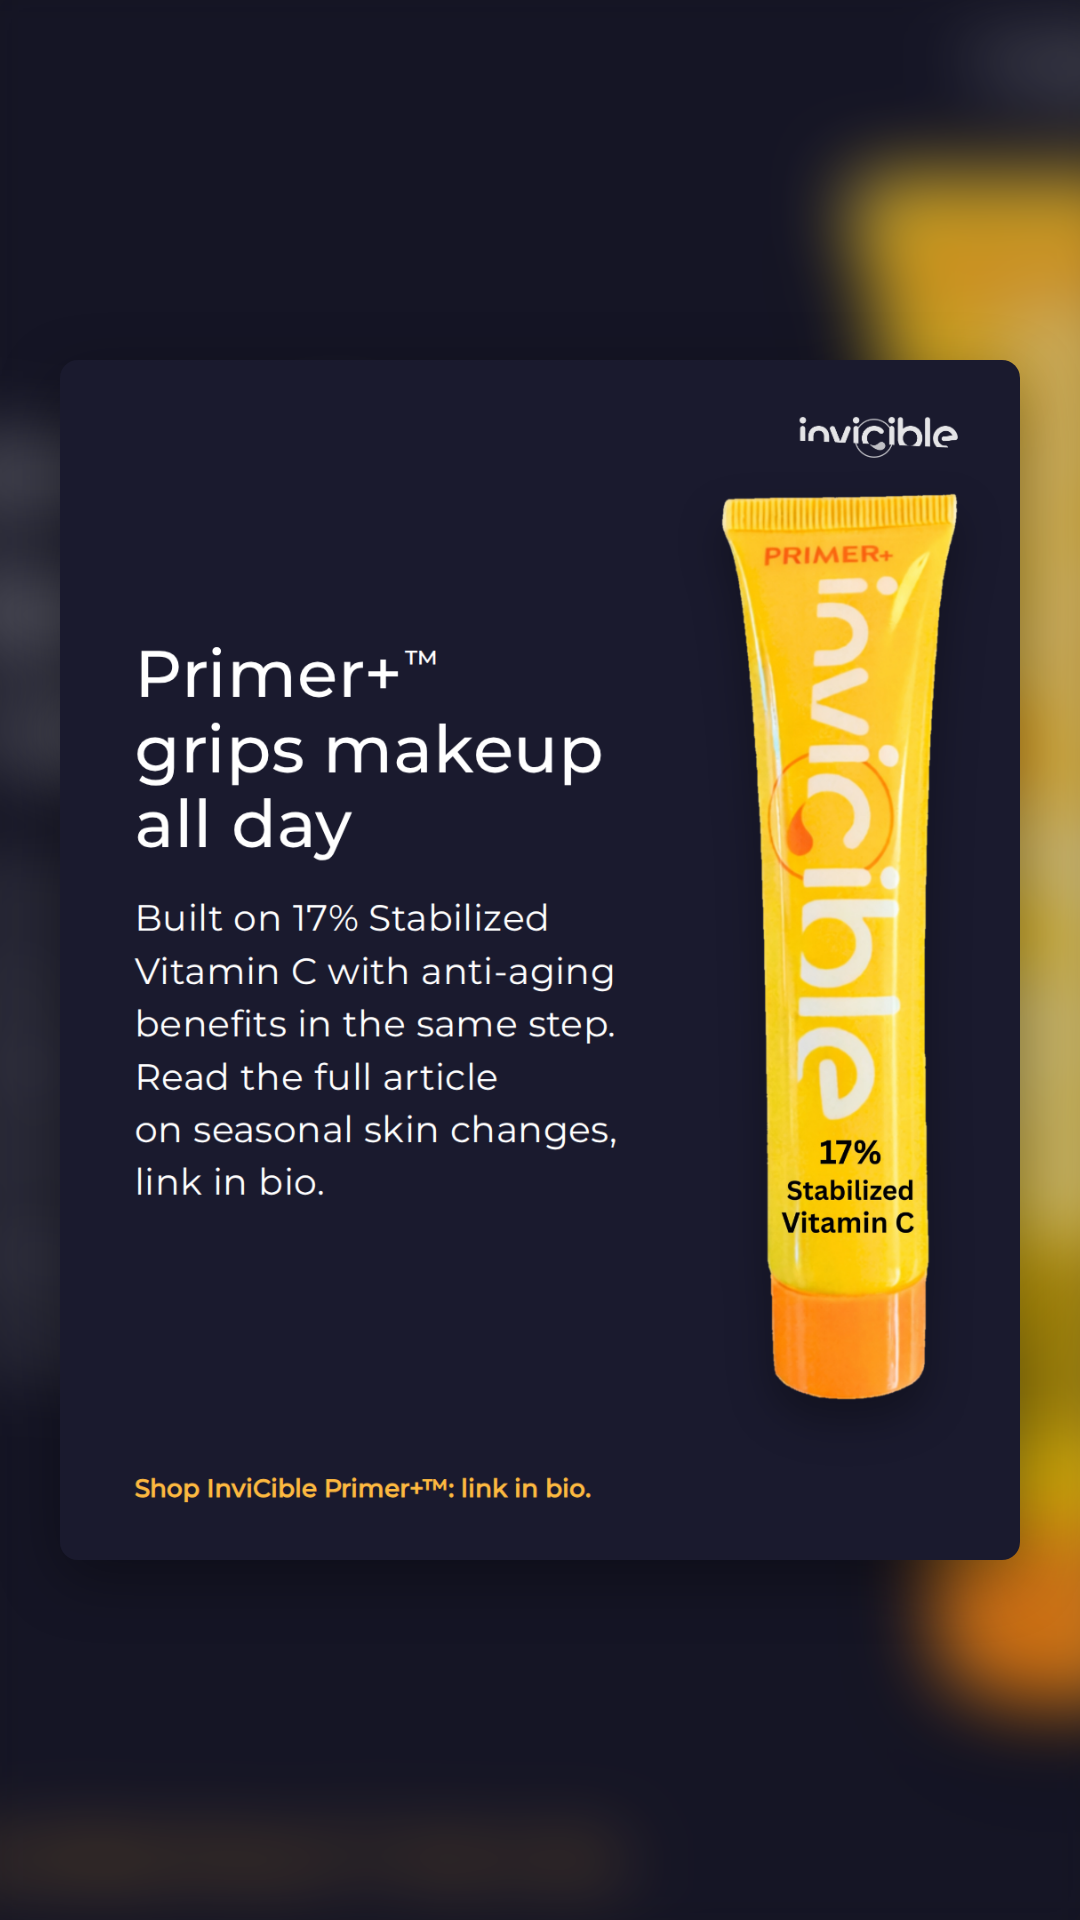 invicible
PRIMER+
invicible
17%
Stabilized
Vitamin C
Primer+™
grips makeup
all day
Built on 17% Stabilized
Vitamin C with anti-aging
benefits in the same step.
Read the full article
on seasonal skin changes,
link in bio.
Shop InviCible Primer+™: link in bio.